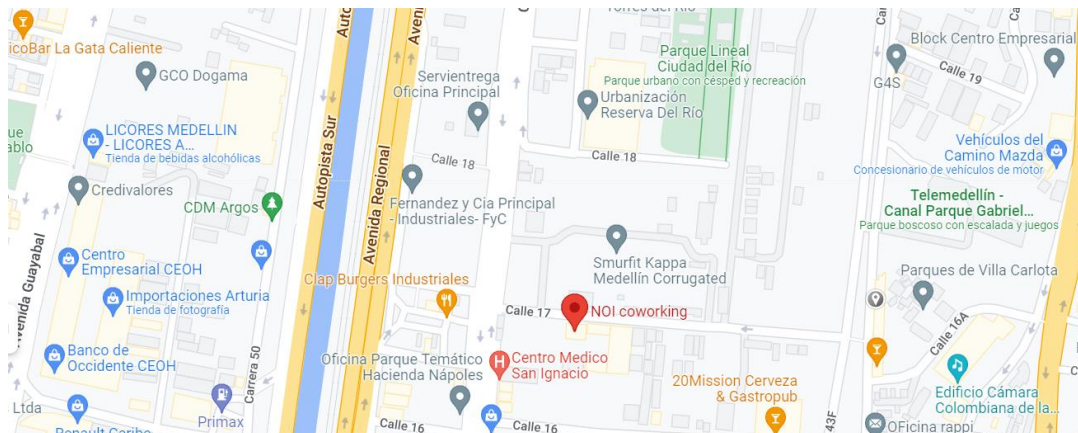 icoBar La Gata Caliente
GCO Dogama
LICORES MEDELLIN
- LICORES A...
Tienda de bebidas alcohólicas
Credivalores
CDM Argos
Centro
Empresarial CEOH
Importaciones Arturia
Tienda de fotografía
Banco de
Occidente CEOH
Avenida Guayabal
Ltda
Primax
Carrera 50
Autopista Sur
Avenida Regional
Servientrega
Oficina Principal
Fernandez y Cia Principal
- Industriales- FyC
Clap Burgers Industriales
Oficina Parque Temático
Hacienda Nápoles
Calle 18
Calle 18
Calle 17
Calle 16
Calle 16
Parque Lineal
Ciudad del Río
Parque urbano con césped y recreación
Urbanización
Reserva Del Río
Smurfit Kappa
Medellín Corrugated
NOI coworking
Centro Medico
San Ignacio
20Mission Cerveza
& Gastropub
43F
Block Centro Empresarial
Calle 19
G4S
Vehículos del
Camino Mazda
Concesionario de vehículos de motor
Telemedellín -
Canal Parque Gabriel...
Parque boscoso con escalada y juegos
Parques de Villa Carlota
Calle 16A
Edificio Cámara
Colombiana de la...
OFicina rappi